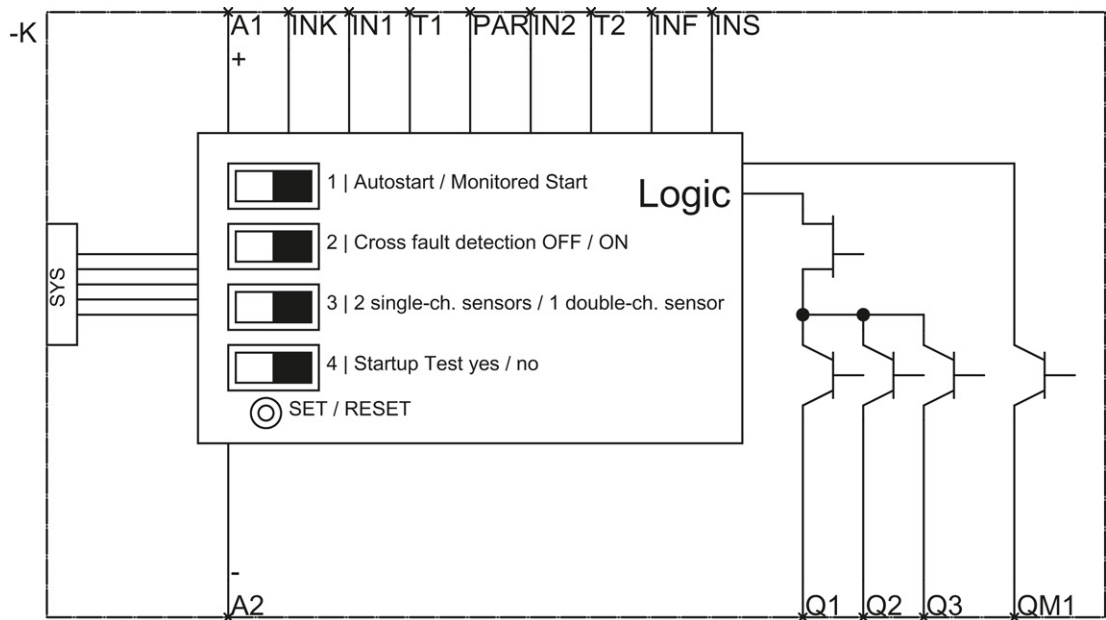 -K
A1 INK IN1 T1 PAR IN2 T2 INF INS
+
1 | Autostart / Monitored Start
Logic
2 | Cross fault detection OFF / ON
SYS
3 | 2 single-ch. sensors / 1 double-ch. sensor
4 | Startup Test yes / no
SET / RESET
-
A2 Q1 Q2 Q3 QM1